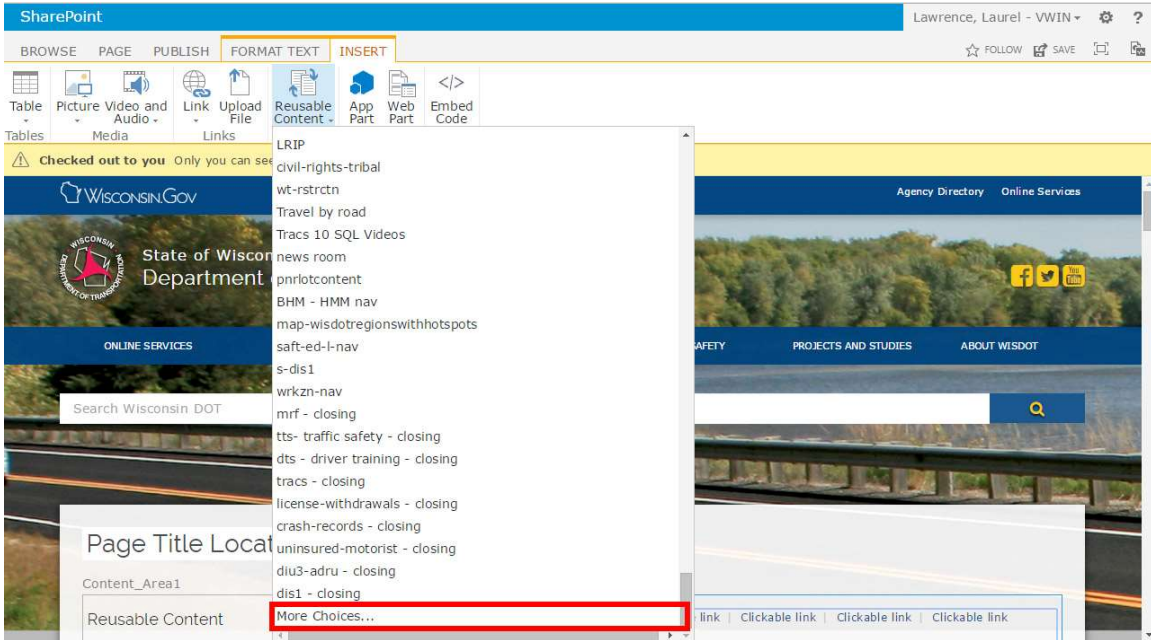 SharePoint
Lawrence, Laurel - VWIN
?
BROWSE PAGE PUBLISH FORMAT TEXT INSERT
FOLLOW SAVE
Table Picture Video and Audio Link Upload File Reusable Content App Part Web Part Embed Code
Tables Media Links
Checked out to you Only you can see
WISCONSIN.GOV
Agency Directory Online Services
WISCONSIN
DEPARTMENT OF TRANSPORTATION
State of Wiscon
Department
You
Tube
ONLINE SERVICES
AFETY PROJECTS AND STUDIES ABOUT WISDOT
Search Wisconsin DOT
LRIP
civil-rights-tribal
wt-rstrctn
Travel by road
Tracs 10 SQL Videos
news room
pnrlotcontent
BHM - HMM nav
map-wisdotregionswithhotspots
saft-ed-l-nav
s-dis1
wrkzn-nav
mrf - closing
tts- traffic safety - closing
dts - driver training - closing
tracs - closing
license-withdrawals - closing
crash-records - closing
uninsured-motorist - closing
diu3-adru - closing
dis1 - closing
More Choices...
Page Title Locat
Content_Area1
Reusable Content
link | Clickable link | Clickable link | Clickable link